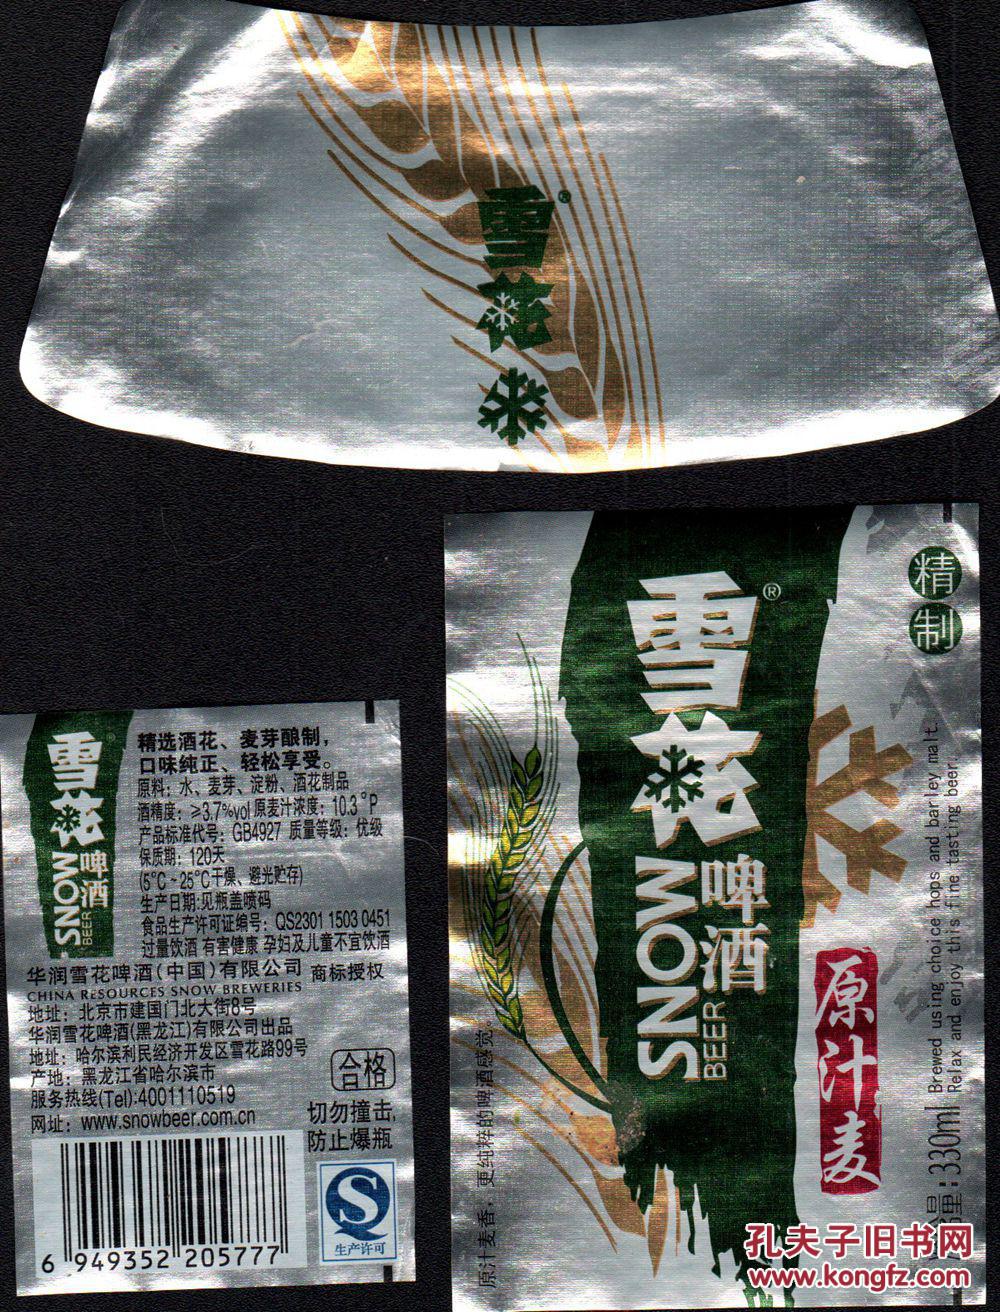 雪花®
雪花®
SNOW
BEER
啤酒
精选酒花、麦芽酿制，
口味纯正、轻松享受。
原料：水、麦芽、淀粉、酒花制品
酒精度：≥3.7%vol 原麦汁浓度：10.3°P
产品标准代号：GB4927 质量等级：优级
保质期：120天
(5°C~25°C干燥、避光贮存)
生产日期:见瓶盖喷码
食品生产许可证编号：QS2301 1503 0451
过量饮酒 有害健康 孕妇及儿童不宜饮酒
华润雪花啤酒(中国)有限公司 商标授权
CHINA RESOURCES SNOW BREWERIES
地址：北京市建国门北大街8号
华润雪花啤酒(黑龙江)有限公司出品
地址：哈尔滨利民经济开发区雪花路99号
产地：黑龙江省哈尔滨市
服务热线(Tel):4001110519
网址：www.snowbeer.com.cn
合格
切勿撞击,
防止爆瓶
6 949352 205777
生产许可
精制
雪花®
SNOW
BEER
啤酒
原汁麦
原汁麦香，更纯粹的啤酒感觉.
330ml
Brewed using choice hops and barley malt.
Relax and enjoy this fine tasting beer.
孔夫子旧书网
www.kongfz.com